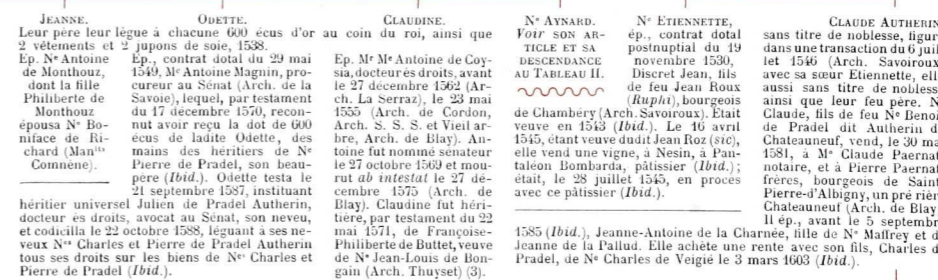 JEANNE.
ODETTE.
CLAUDINE.
Leur père leur lègue à chacune 600 écus d'or au coin du roi, ainsi que
2 vêtements et 2 jupons de soie, 1538.
Ep. Nᵉ Antoine
de Monthouz,
dont la fille
Philiberte de
Monthouz
épousa Nᵉ Bo-
niface de Ri-
chard (Manⁱᵗˢ
Comnène).
Ép., contrat dotal du 29 mai
1549, Mᵉ Antoine Magnin, pro-
cureur au Sénat (Arch. de la
Savoie), lequel, par testament
du 17 décembre 1570, recon-
nut avoir reçu la dot de 600
écus de ladite Odette, des
mains des héritiers de Nᵉ
Pierre de Pradel, son beau-
père (Ibid.). Odette testa le
21 septembre 1587, instituant
héritier universel Julien de Pradel Autherin,
docteur ès droits, avocat au Sénat, son neveu,
et codicilla le 22 octobre 1588, léguant à ses ne-
veux Nᵉˢ Charles et Pierre de Pradel Autherin
tous ses droits sur les biens de Nᵉˢ Charles et
Pierre de Pradel (Ibid.).
Ep. Mʳ Mᵉ Antoine de Coy-
sia, docteur ès droits, avant
le 27 décembre 1562 (Ar-
ch. La Serraz), le 23 mai
1555 (Arch. de Cordon,
Arch. S. S. S. et Vieil ar-
bre, Arch. de Blay). An-
toine fut nommé sénateur
le 27 octobre 1569 et mou-
rut ab intestat le 27 dé-
cembre 1575 (Arch. de
Blay). Claudine fut héri-
tière, par testament du 22
mai 1571, de Françoise-
Philiberte de Buttet, veuve
de Nᵉ Jean-Louis de Bon-
gain (Arch. Thuyset) (3).
Nᵉ AYNARD.
Voir SON AR-
TICLE ET SA
DESCENDANCE
AU TABLEAU II.
Nᵉ ETIENNETTE,
ép., contrat dotal
postnuptial du 19
novembre 1530,
Discret Jean, fils
de feu Jean Roux
(Ruphi), bourgeois
de Chambéry (Arch. Savoiroux). Était
veuve en 1543 (Ibid.). Le 16 avril
1545, étant veuve dudit Jean Roz (sic),
elle vend une vigne, à Nesin, à Pan-
taléon Bombarda, pâtissier (Ibid.);
était, le 28 juillet 1545, en procès
avec ce pâtissier (Ibid.).
CLAUDE AUTHERIN
sans titre de noblesse, figur
dans une transaction du 6 juil
let 1546 (Arch. Savoiroux
avec sa sœur Etiennette, ell
aussi sans titre de nobless
ainsi que leur feu père. N
Claude, fils de feu Nᵉ Benoi
de Pradel dit Autherin d
Chateauneuf, vend, le 30 ma
1581, à Mᵉ Claude Paernat
notaire, et à Pierre Paernat
frères, bourgeois de Saint
Pierre-d'Albigny, un pré rièr
Chateauneuf (Arch. de Blay
Il ép., avant le 5 septembr
1585 (Ibid.), Jeanne-Antoine de la Charnée, fille de Nᵉ Maffrey et d
Jeanne de la Pallud. Elle achète une rente avec son fils, Charles d
Pradel, de Nᵉ Charles de Veigié le 3 mars 1603 (Ibid.).